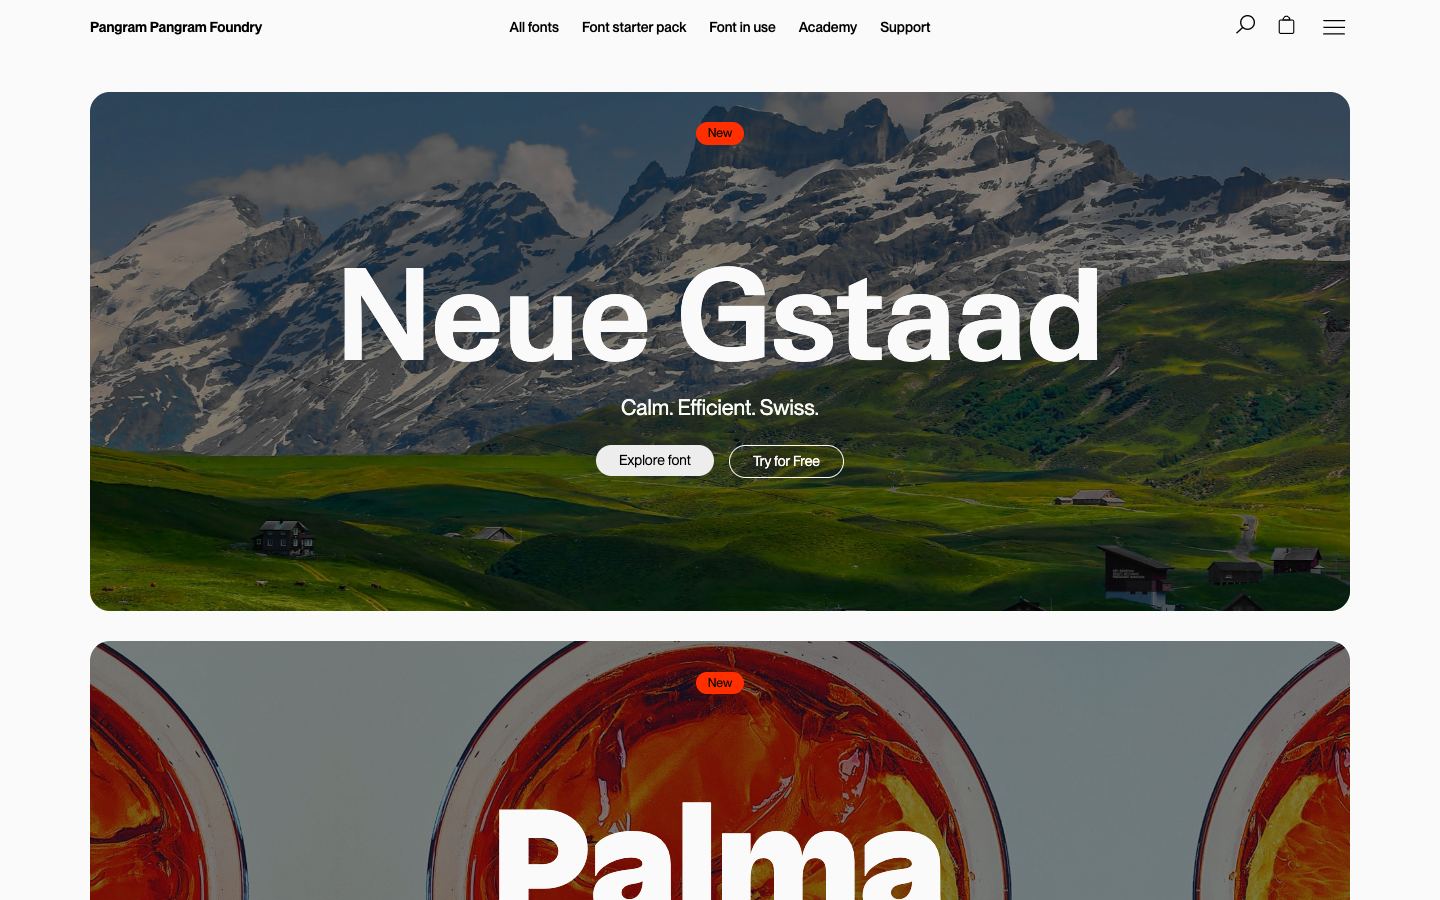 Pangram Pangram Foundry
All fonts
Font starter pack
Font in use
Academy
Support
New
Neue Gstaad
Calm. Efficient. Swiss.
Explore font
Try for Free
New
Palma